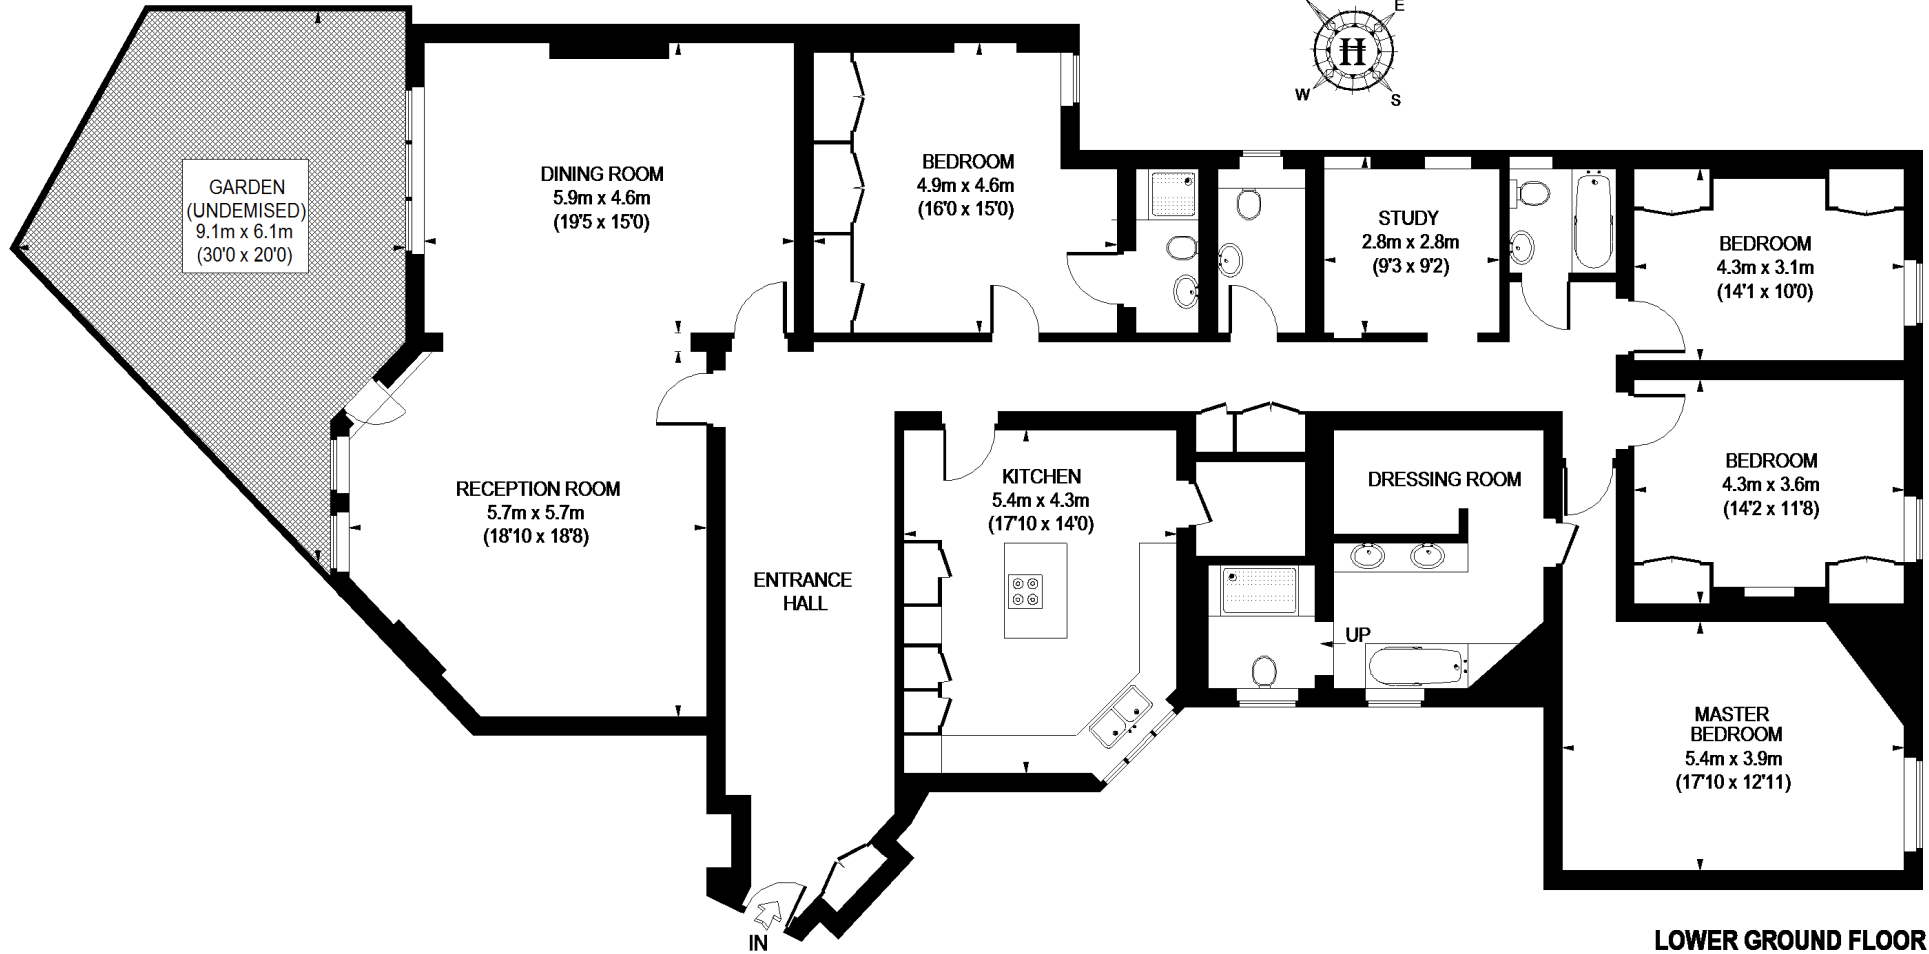 E
H
W
S
GARDEN
(UNDEMISED)
9.1m x 6.1m
(30'0 x 20'0)
DINING ROOM
5.9m x 4.6m
(19'5 x 15'0)
BEDROOM
4.9m x 4.6m
(16'0 x 15'0)
STUDY
2.8m x 2.8m
(9'3 x 9'2)
BEDROOM
4.3m x 3.1m
(14'1 x 10'0)
RECEPTION ROOM
5.7m x 5.7m
(18'10 x 18'8)
KITCHEN
5.4m x 4.3m
(17'10 x 14'0)
DRESSING ROOM
BEDROOM
4.3m x 3.6m
(14'2 x 11'8)
ENTRANCE
HALL
UP
MASTER
BEDROOM
5.4m x 3.9m
(17'10 x 12'11)
IN
LOWER GROUND FLOOR